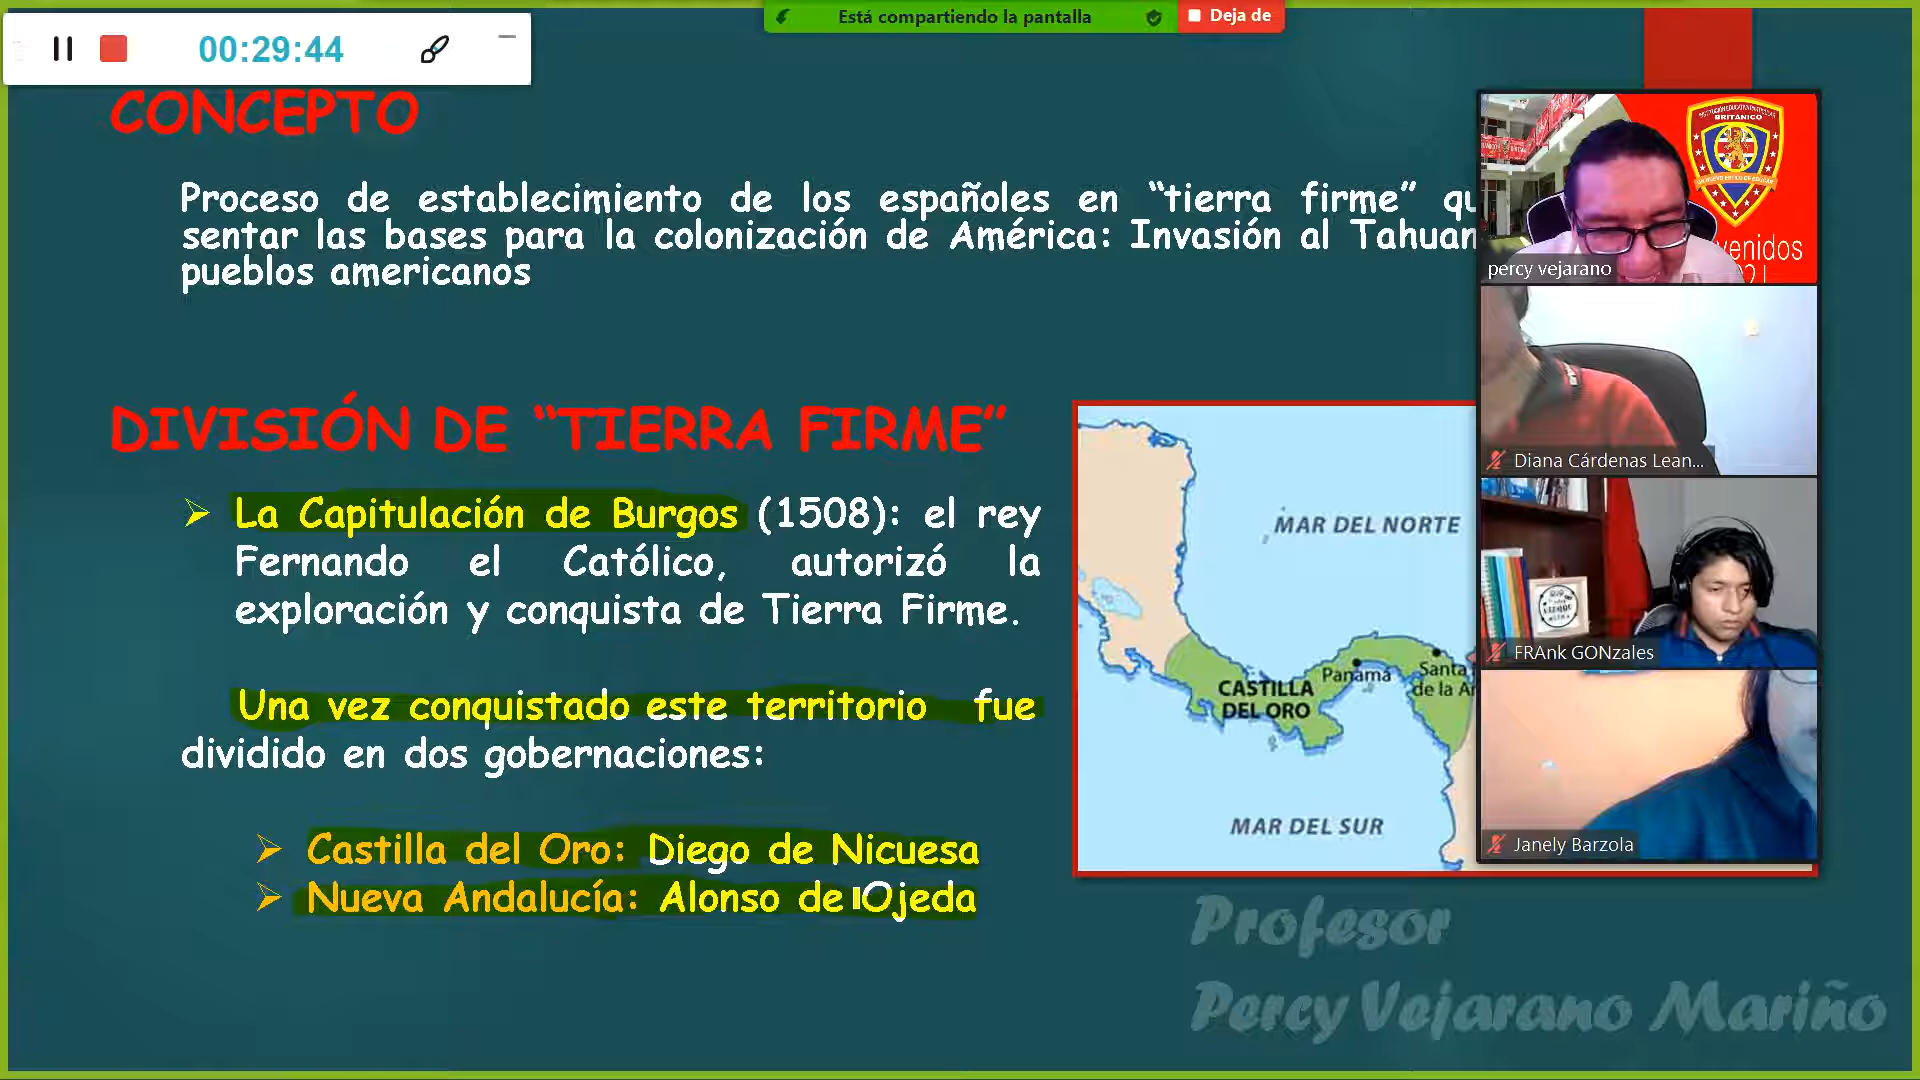 Está compartiendo la pantalla
Deja de
00:29:44
CONCEPTO
Proceso de establecimiento de los españoles en “tierra firme” qu
sentar las bases para la colonización de América: Invasión al Tahuan
pueblos americanos
DIVISIÓN DE “TIERRA FIRME”
La Capitulación de Burgos (1508): el rey
Fernando el Católico, autorizó la
exploración y conquista de Tierra Firme.
Una vez conquistado este territorio fue
dividido en dos gobernaciones:
Castilla del Oro: Diego de Nicuesa
Nueva Andalucía: Alonso de Ojeda
MAR DEL NORTE
CASTILLA
DEL ORO
Panamá
Santa
de la An
MAR DEL SUR
BRITÁNICO
venidos
percy vejarano
Diana Cárdenas Lean...
FRAnk GONzales
Janely Barzola
Profesor
Percy Vejarano Mariño